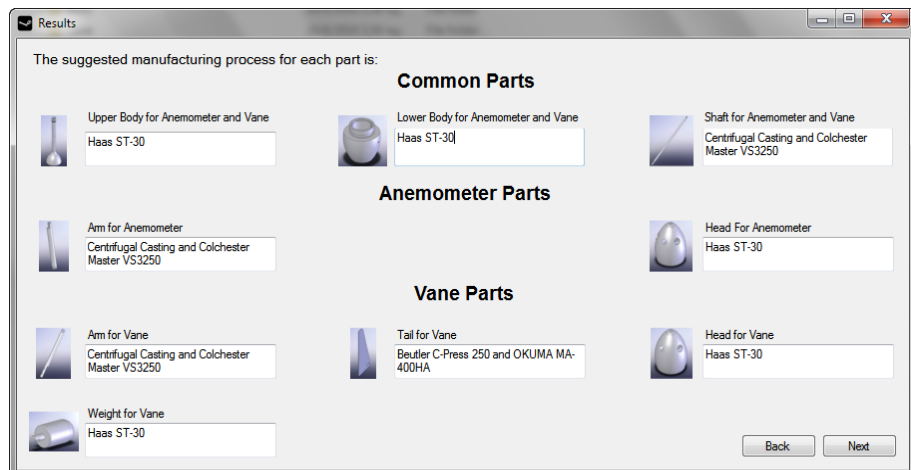 Results
The suggested manufacturing process for each part is:
Common Parts
Upper Body for Anemometer and Vane
Haas ST-30
Lower Body for Anemometer and Vane
Haas ST-30
Shaft for Anemometer and Vane
Centrifugal Casting and Colchester
Master VS3250
Anemometer Parts
Arm for Anemometer
Centrifugal Casting and Colchester
Master VS3250
Head For Anemometer
Haas ST-30
Vane Parts
Arm for Vane
Centrifugal Casting and Colchester
Master VS3250
Tail for Vane
Beutler C-Press 250 and OKUMA MA-
400HA
Head for Vane
Haas ST-30
Weight for Vane
Haas ST-30
Back
Next